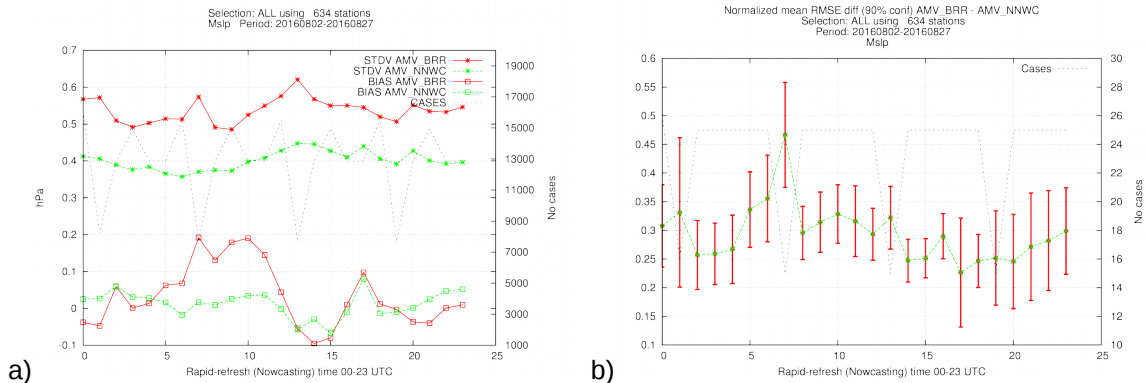 Selection: ALL using 634 stations
Mslp Period: 20160802-20160827
0.7
0.6
0.5
0.4
0.3
0.2
0.1
0
-0.1
hPa
STDV AMV_BRR
STDV AMV_NNWC
BIAS AMV_BRR
BIAS AMV_NNWC
CASES
19000
17000
15000
13000
11000
9000
7000
5000
3000
1000
No cases
0 5 10 15 20 25
Rapid-refresh (Nowcasting) time 00-23 UTC
a)
Normalized mean RMSE diff (90% conf) AMV_BRR - AMV_NNWC
Selection: ALL using 634 stations
Period: 20160802-20160827
Mslp
0.6
0.55
0.5
0.45
0.4
0.35
0.3
0.25
0.2
0.15
0.1
Cases
30
28
26
24
22
20
18
16
14
12
10
No cases
0 5 10 15 20 25
Rapid-refresh (Nowcasting) time 00-23 UTC
b)